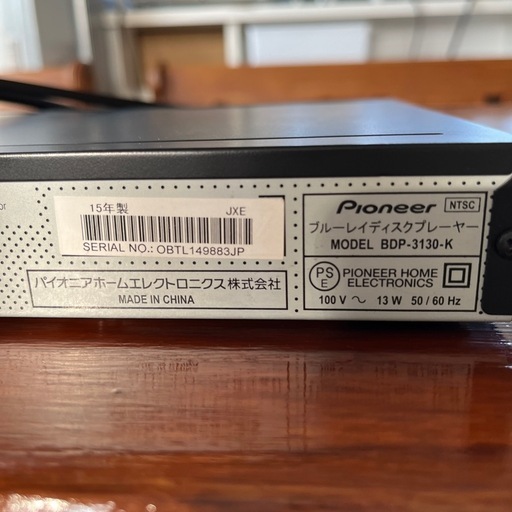 or
15年製 JXE
SERIAL NO.: OBTL149883JP
パイオニアホームエレクトロニクス株式会社
MADE IN CHINA
Pioneer NTSC
ブルーレイディスクプレーヤー
MODEL BDP-3130-K
PS E PIONEER HOME ELECTRONICS
100 V ～ 13 W 50 / 60 Hz